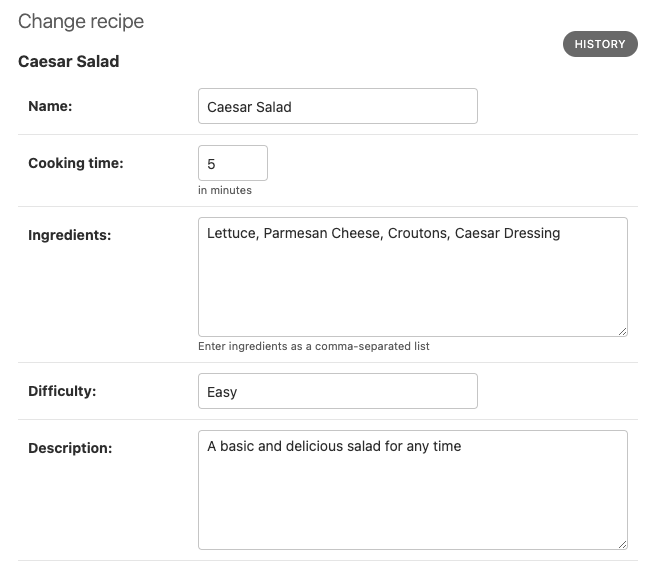 Change recipe
HISTORY
Caesar Salad
Name: Caesar Salad
Cooking time: 5
in minutes
Ingredients: Lettuce, Parmesan Cheese, Croutons, Caesar Dressing
Enter ingredients as a comma-separated list
Difficulty: Easy
Description: A basic and delicious salad for any time